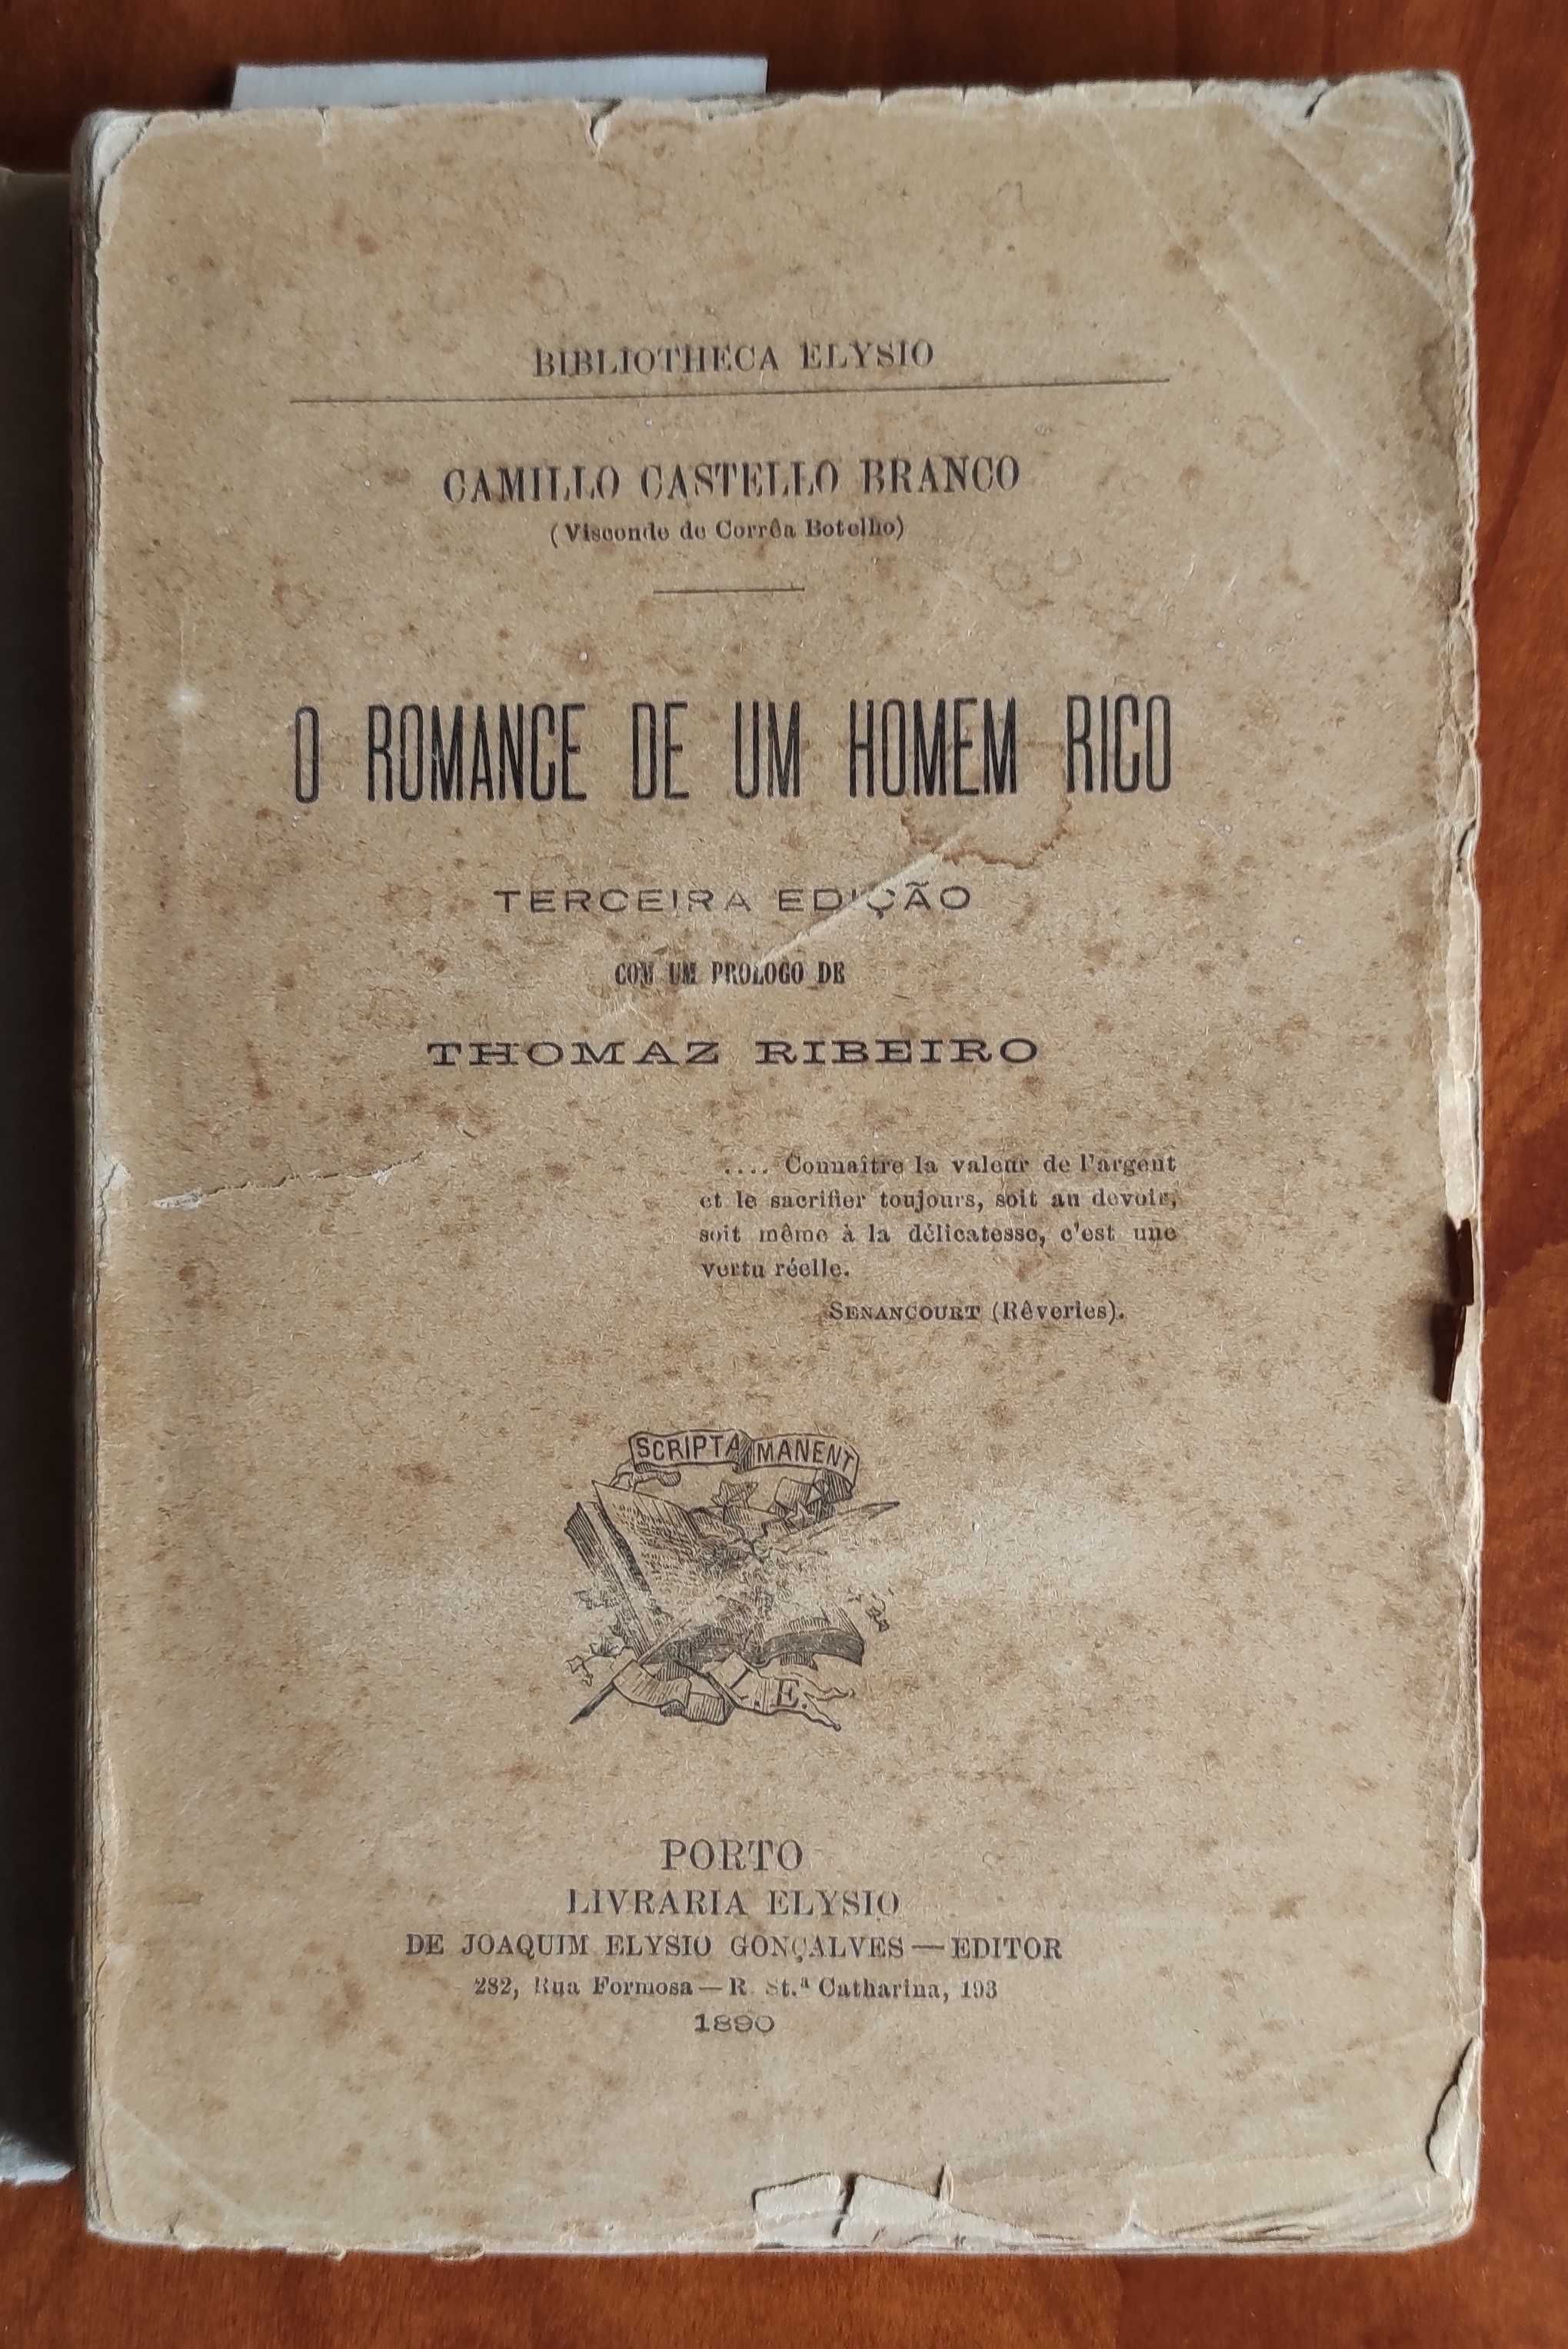 BIBLIOTHECA ELYSIO
CAMILLO CASTELLO BRANCO
(Visconde de Corrêa Botelho)
O ROMANCE DE UM HOMEM RICO
TERCEIRA EDIÇÃO
COM UM PROLOGO DE
THOMAZ RIBEIRO
.... Connaître la valeur de l'argent
et le sacrifier toujours, soit au devoir,
soit même à la délicatesse, c'est une
vertu réelle.
SENANCOURT (Rêveries).
SCRIPTA MANENT
E.
PORTO
LIVRARIA ELYSIO
DE JOAQUIM ELYSIO GONÇALVES — EDITOR
282, Rua Formosa — R. St.ª Catharina, 193
1890